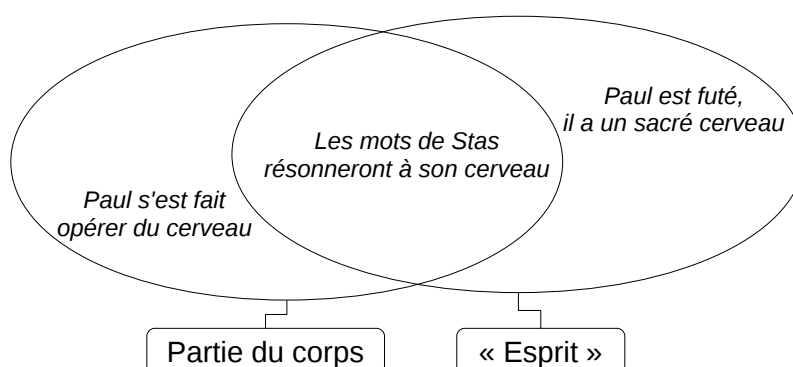 Paul est futé,
il a un sacré cerveau
Les mots de Stas
résonneront à son cerveau
Paul s'est fait
opérer du cerveau
Partie du corps
« Esprit »